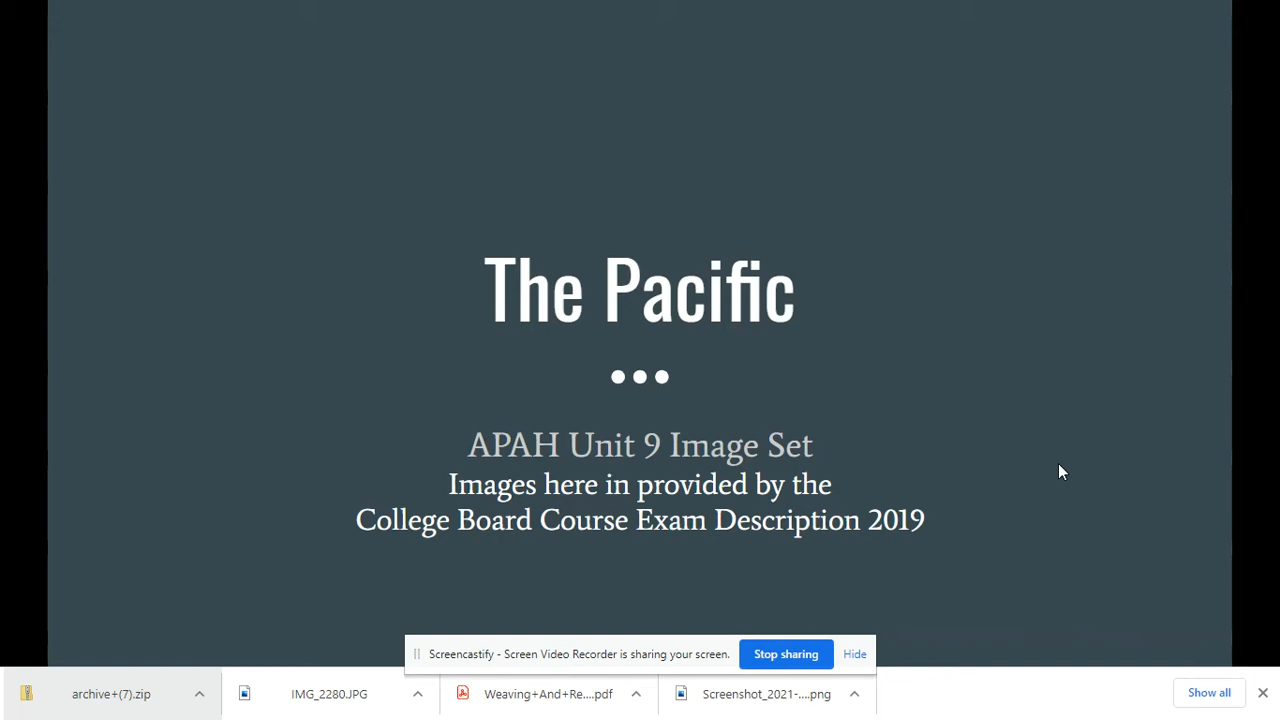 The Pacific
APAH Unit 9 Image Set
Images here in provided by the
College Board Course Exam Description 2019
Screencastify - Screen Video Recorder is sharing your screen.
Stop sharing
Hide
archive+(7).zip
IMG_2280.JPG
Weaving+And+Re....pdf
Screenshot_2021-....png
Show all